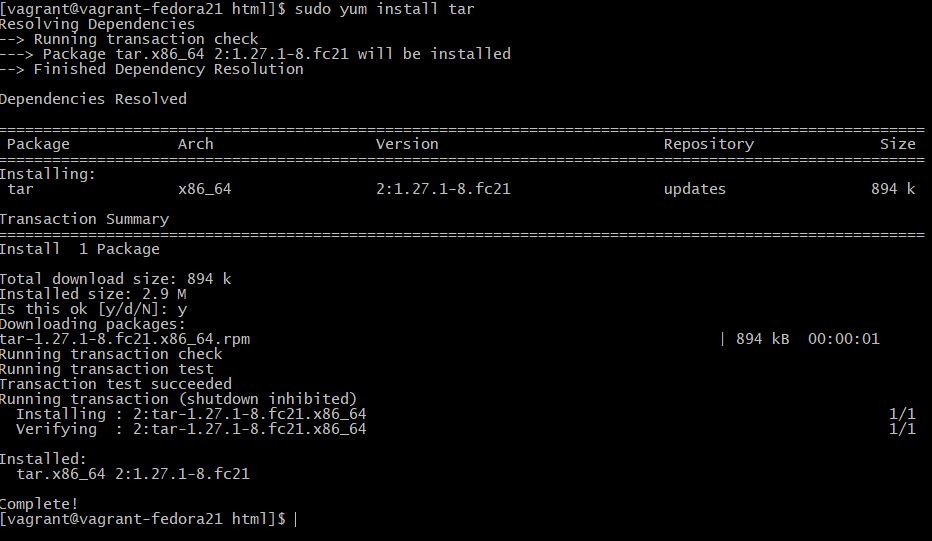 [vagrant@vagrant-fedora21 html]$ sudo yum install tar
Resolving Dependencies
--> Running transaction check
---> Package tar.x86_64 2:1.27.1-8.fc21 will be installed
--> Finished Dependency Resolution

Dependencies Resolved

================================================================================
 Package            Arch                  Version                         Repository              Size
================================================================================
Installing:
 tar                x86_64                2:1.27.1-8.fc21                 updates                894 k

Transaction Summary
================================================================================
Install  1 Package

Total download size: 894 k
Installed size: 2.9 M
Is this ok [y/d/N]: y
Downloading packages:
tar-1.27.1-8.fc21.x86_64.rpm                                                    | 894 kB  00:00:01
Running transaction check
Running transaction test
Transaction test succeeded
Running transaction (shutdown inhibited)
  Installing : 2:tar-1.27.1-8.fc21.x86_64                                                          1/1
  Verifying  : 2:tar-1.27.1-8.fc21.x86_64                                                          1/1

Installed:
  tar.x86_64 2:1.27.1-8.fc21

Complete!
[vagrant@vagrant-fedora21 html]$